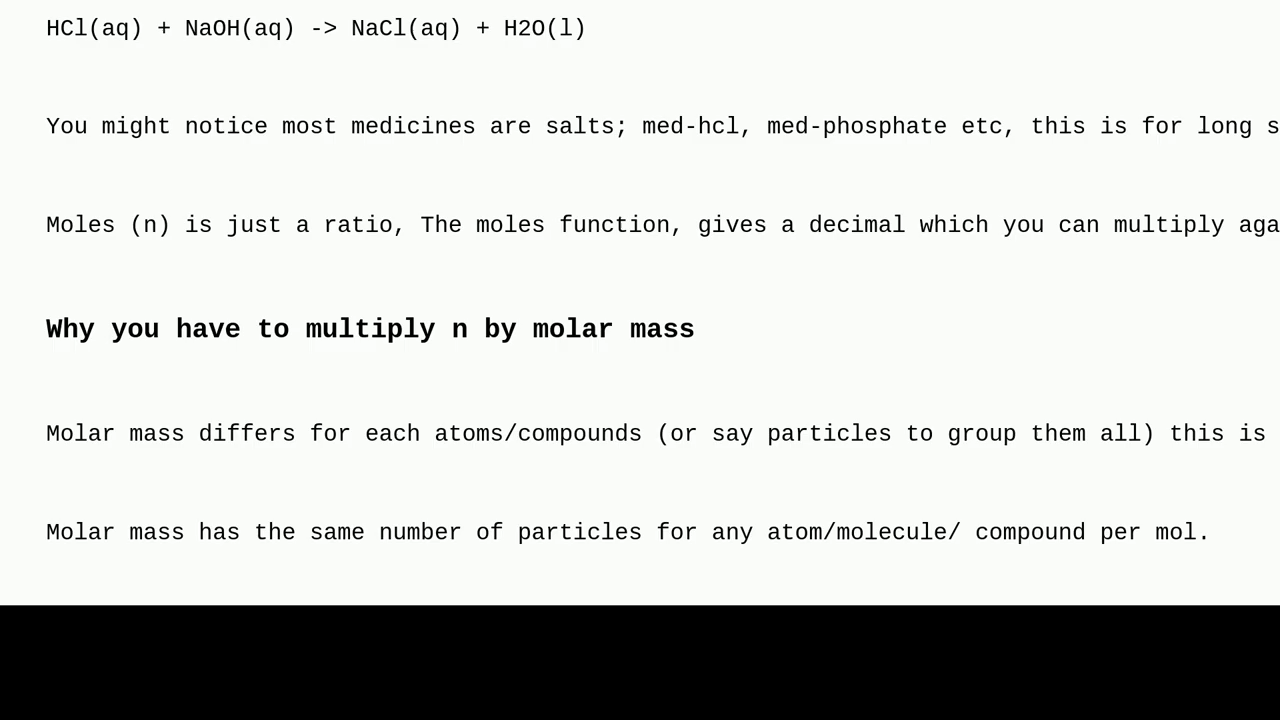 HCl(aq) + NaOH(aq) -> NaCl(aq) + H2O(l)
You might notice most medicines are salts; med-hcl, med-phosphate etc, this is for long
Moles (n) is just a ratio, The moles function, gives a decimal which you can multiply
Why you have to multiply n by molar mass
Molar mass differs for each atoms/compounds (or say particles to group them all) this is
Molar mass has the same number of particles for any atom/molecule/ compound per mol.